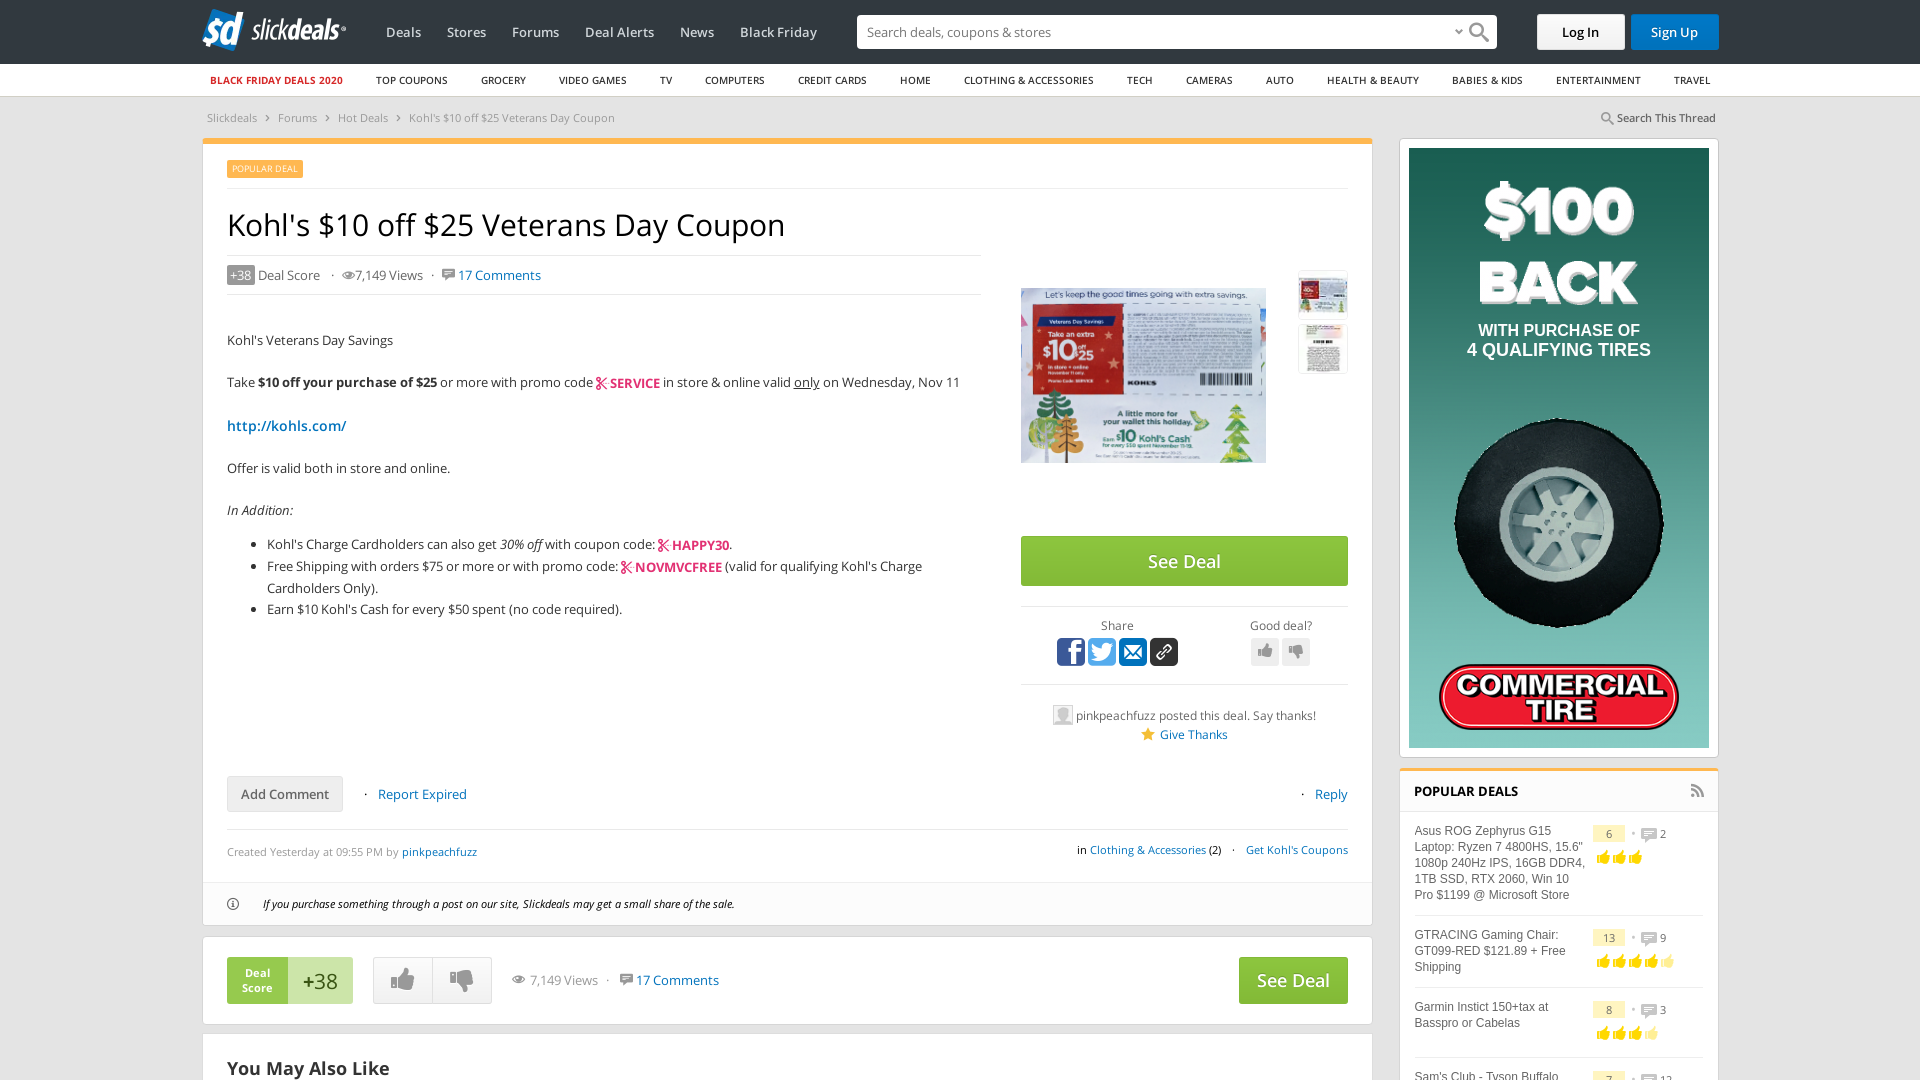 sd slickdeals
Deals Stores Forums Deal Alerts News Black Friday
Search deals, coupons & shops
Log In Sign Up
BLACK FRIDAY DEALS 2020 TOP COUPONS GROCERY VIDEO GAMES TV COMPUTERS CREDIT CARDS HOME CLOTHING & ACCESSORIES TECH CAMERAS AUTO HEALTH & BEAUTY BABIES & KIDS ENTERTAINMENT TRAVEL
Slickdeals › Forums › Hot Deals › Kohl's $10 off $25 Veterans Day Coupon
Search This Thread
POPULAR DEAL
Kohl's $10 off $25 Veterans Day Coupon
+38 Deal Score · 7,149 Views · 17 Comments
Kohl's Veterans Day Savings
Take $10 off your purchase of $25 or more with promo code SERVICE in store & online valid only on Wednesday, Nov 11
http://kohls.com/
Offer is valid both in store and online.
In Addition:
Kohl's Charge Cardholders can also get 30% off with coupon code: HAPPY30.
Free Shipping with orders $75 or more or with promo code: NOVMVCFREE (valid for qualifying Kohl's Charge
Cardholders Only).
Earn $10 Kohl's Cash for every $50 spent (no code required).
Let's keep the good times going with extra savings.
Veterans Day Savings
Take an extra
$10 off $25
in store + online
November 11 only.
Promo Code: SERVICE
KOHL'S
A little more for
your wallet this holiday.
Earn $10 Kohl's Cash
for every $50 spent November 11-19.
See Deal
Share
Good deal?
pinkpeachfuzz posted this deal. Say thanks!
Give Thanks
Add Comment · Report Expired
· Reply
Created Yesterday at 09:55 PM by pinkpeachfuzz
in Clothing & Accessories (2) · Get Kohl's Coupons
If you purchase something through a post on our site, Slickdeals may get a small share of the sale.
Deal
Score
+38
7,149 Views · 17 Comments
See Deal
You May Also Like
$100
BACK
WITH PURCHASE OF
4 QUALIFYING TIRES
COMMERCIAL
TIRE
POPULAR DEALS
Asus ROG Zephyrus G15
Laptop: Ryzen 7 4800HS, 15.6"
1080p 240Hz IPS, 16GB DDR4,
1TB SSD, RTX 2060, Win 10
Pro $1199 @ Microsoft Store
6 • 2
GTRACING Gaming Chair:
GT099-RED $121.89 + Free
Shipping
13 • 9
Garmin Instict 150+tax at
Basspro or Cabelas
8 • 3
Sam's Club - Tyson Buffalo
7 • 12